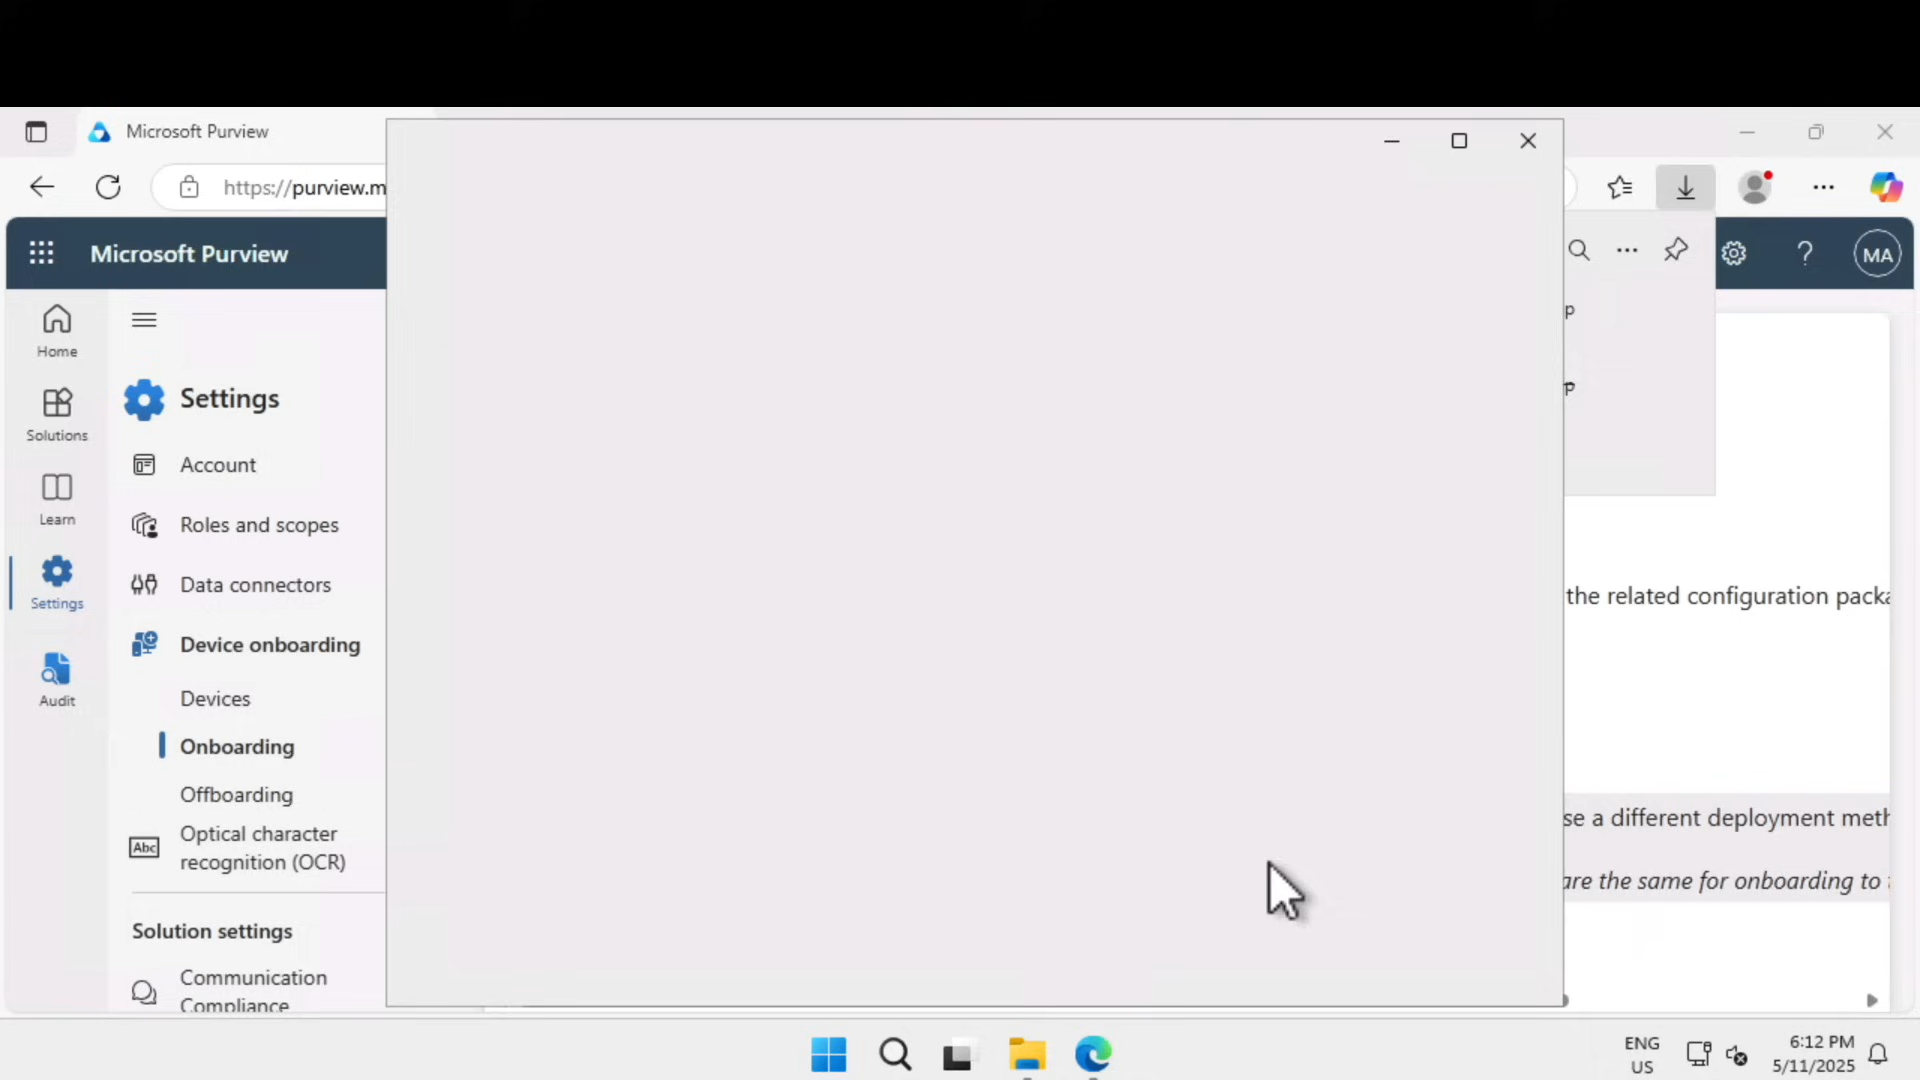 Microsoft Purview
https://purview.m
Microsoft Purview
MA
Home
Solutions
Learn
Settings
Audit
Settings
Account
Roles and scopes
Data connectors
Device onboarding
Devices
Onboarding
Offboarding
Abc
Optical character
recognition (OCR)
Solution settings
Communication
Compliance
p
p
the related configuration packa
se a different deployment meth
are the same for onboarding to
ENG
US
6:12 PM
5/11/2025